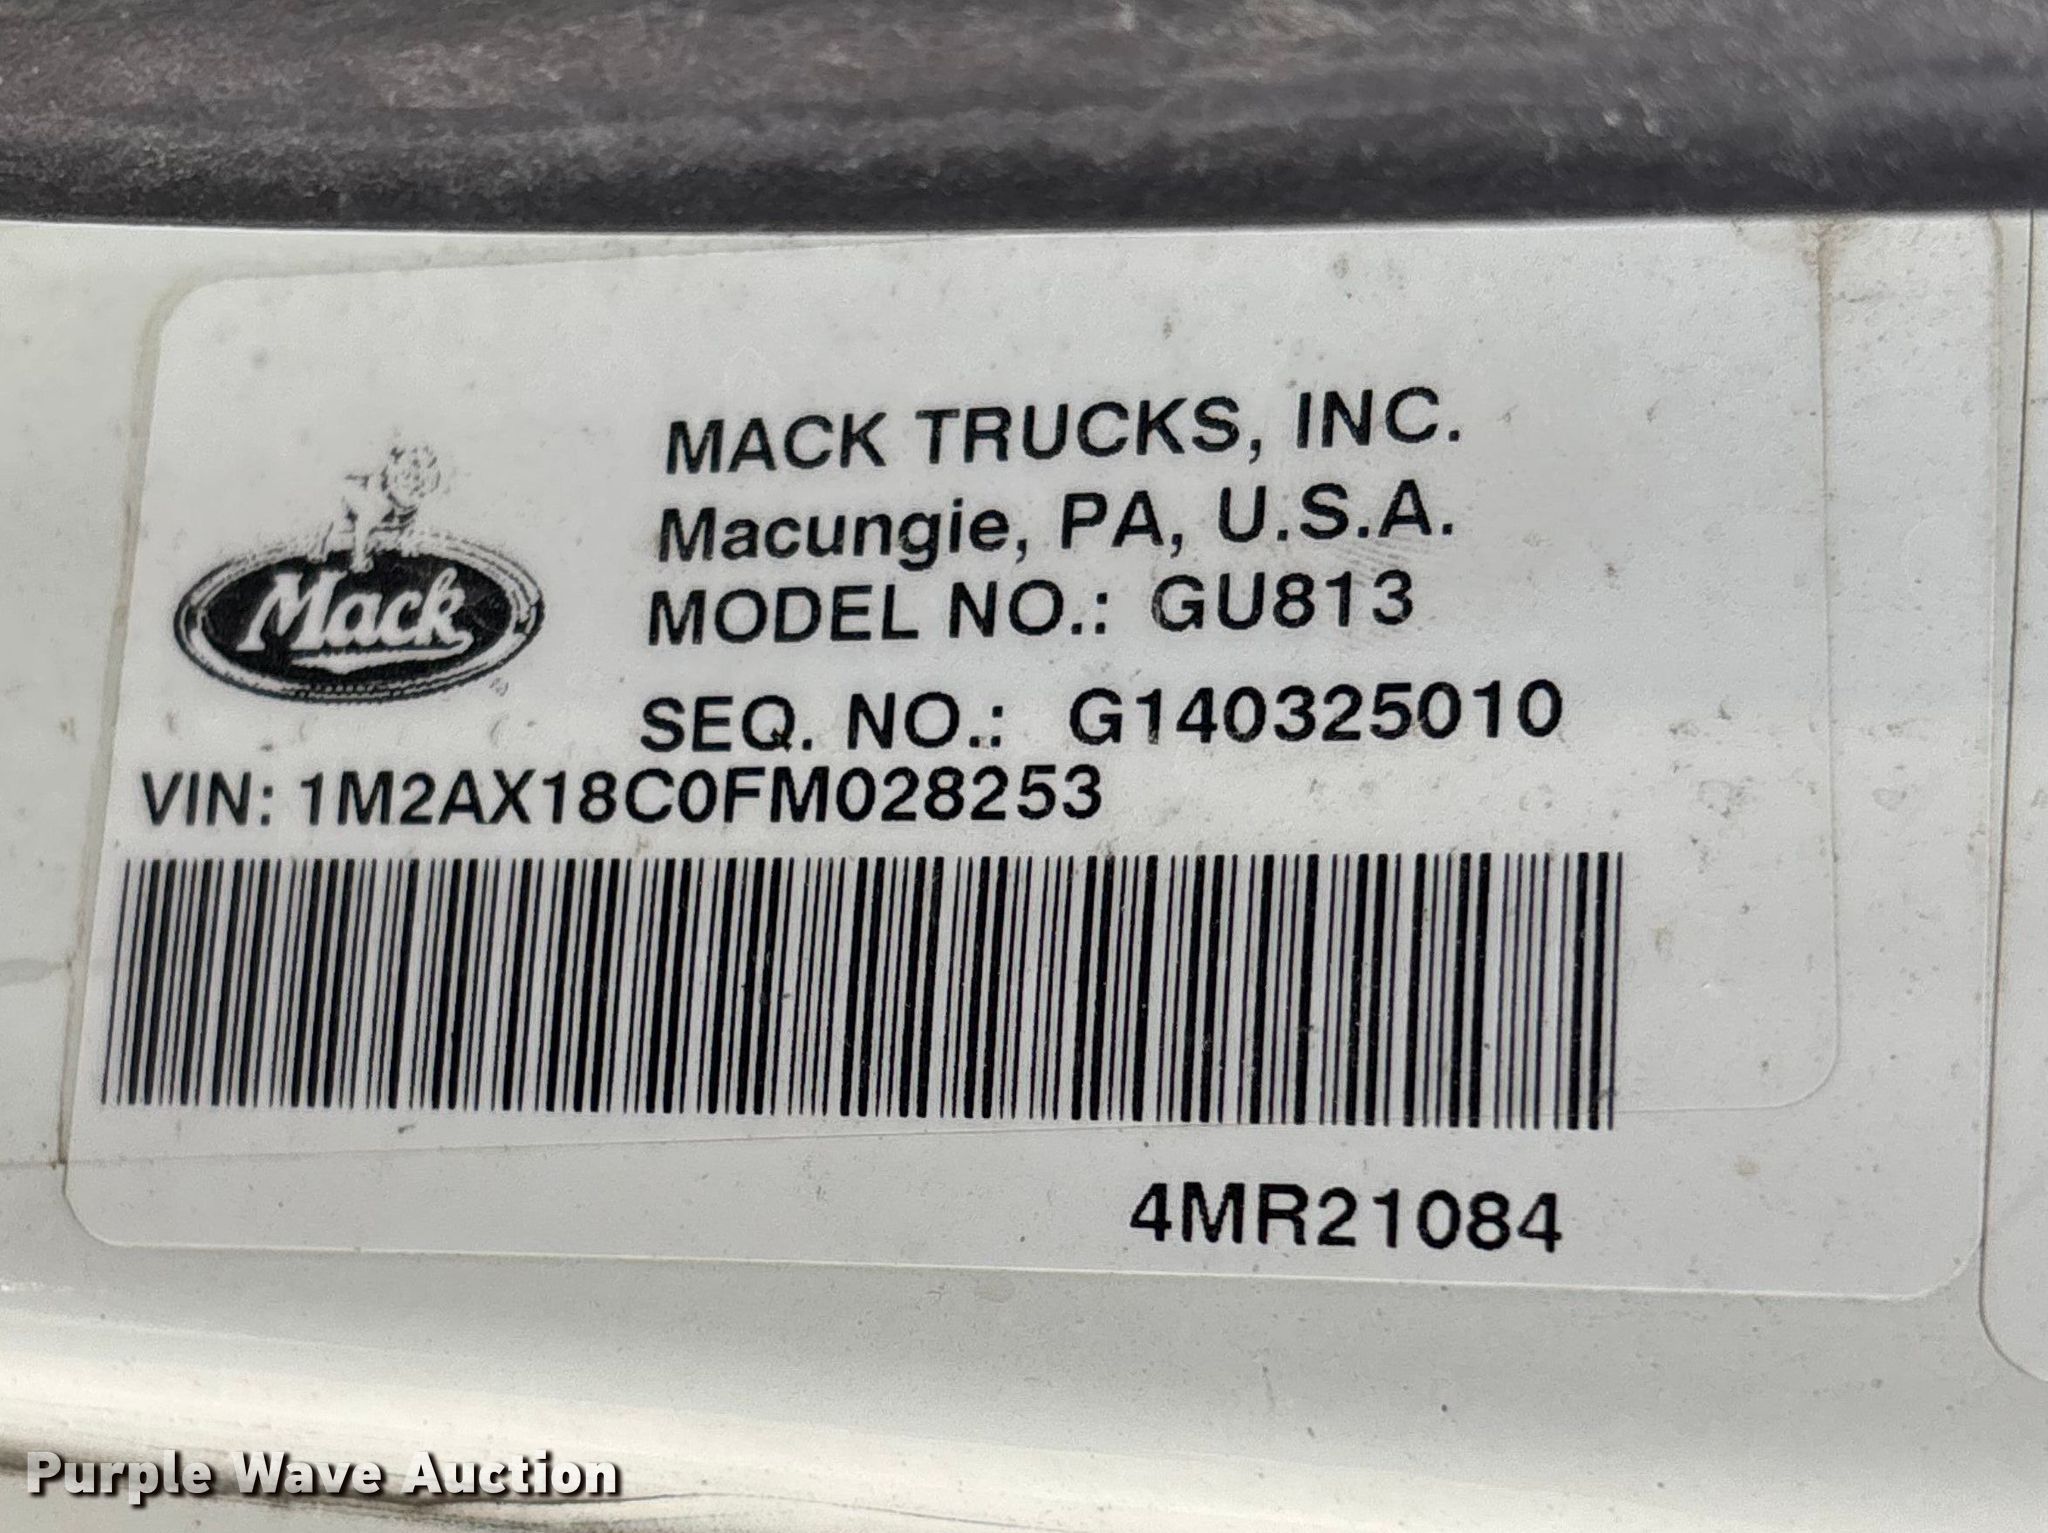 MACK TRUCKS, INC.
Macungie, PA, U.S.A.
Mack
MODEL NO.: GU813
SEQ. NO.: G140325010
VIN: 1M2AX18C0FM028253
4MR21084
Purple Wave Auction